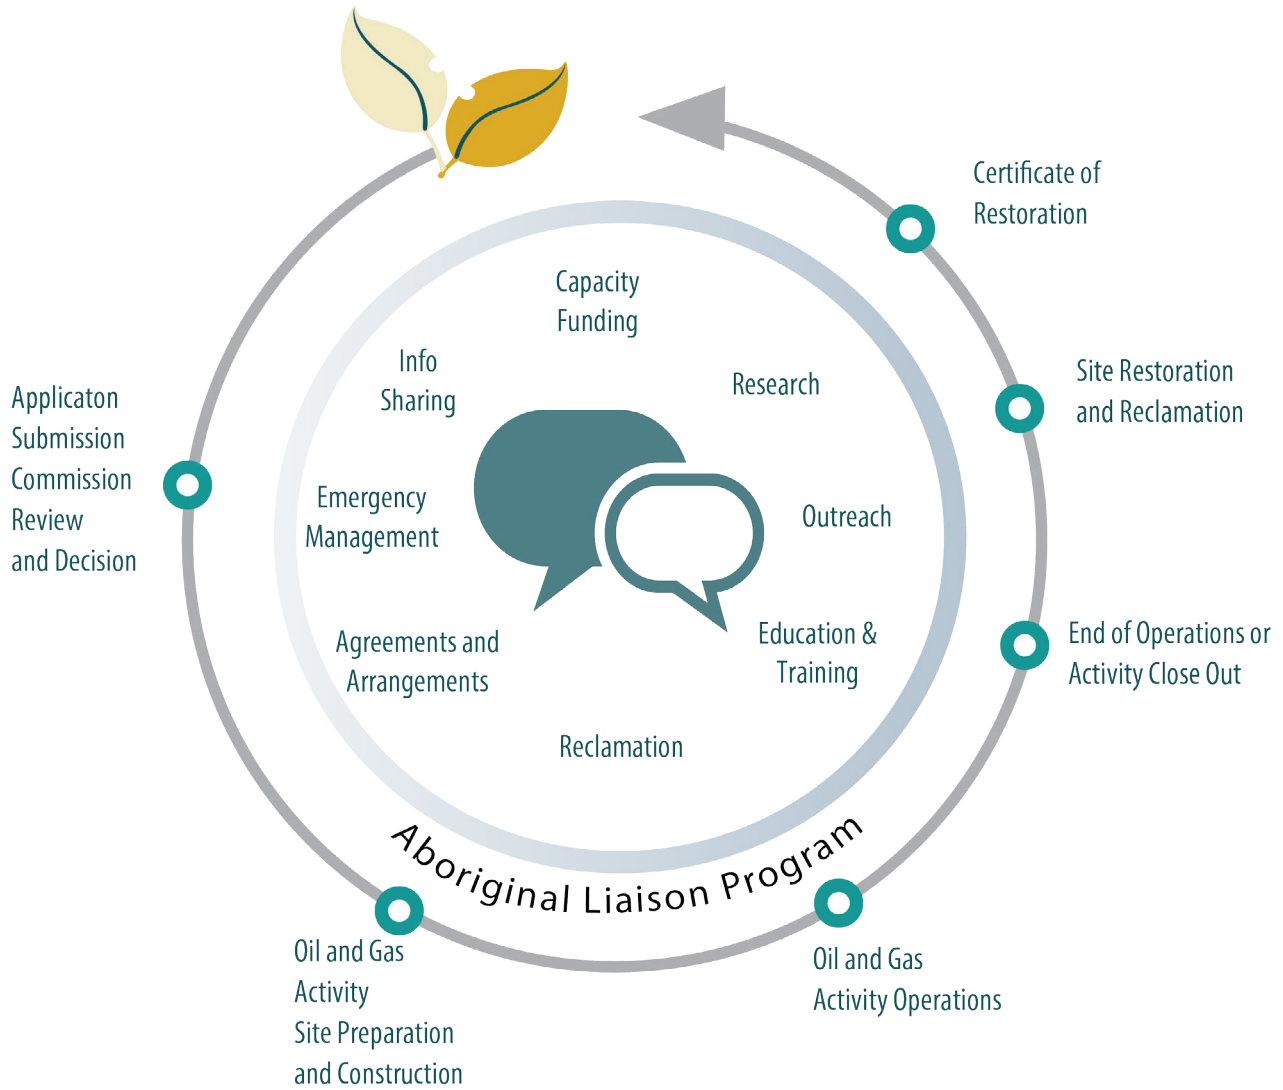 Certificate of
Restoration
Capacity
Funding
Info
Sharing
Research
Site Restoration
and Reclamation
Applicaton
Submission
Commission
Review
and Decision
Emergency
Management
Outreach
Agreements and
Arrangements
Education &
Training
End of Operations or
Activity Close Out
Reclamation
Aboriginal Liaison Program
Oil and Gas
Activity
Site Preparation
and Construction
Oil and Gas
Activity Operations